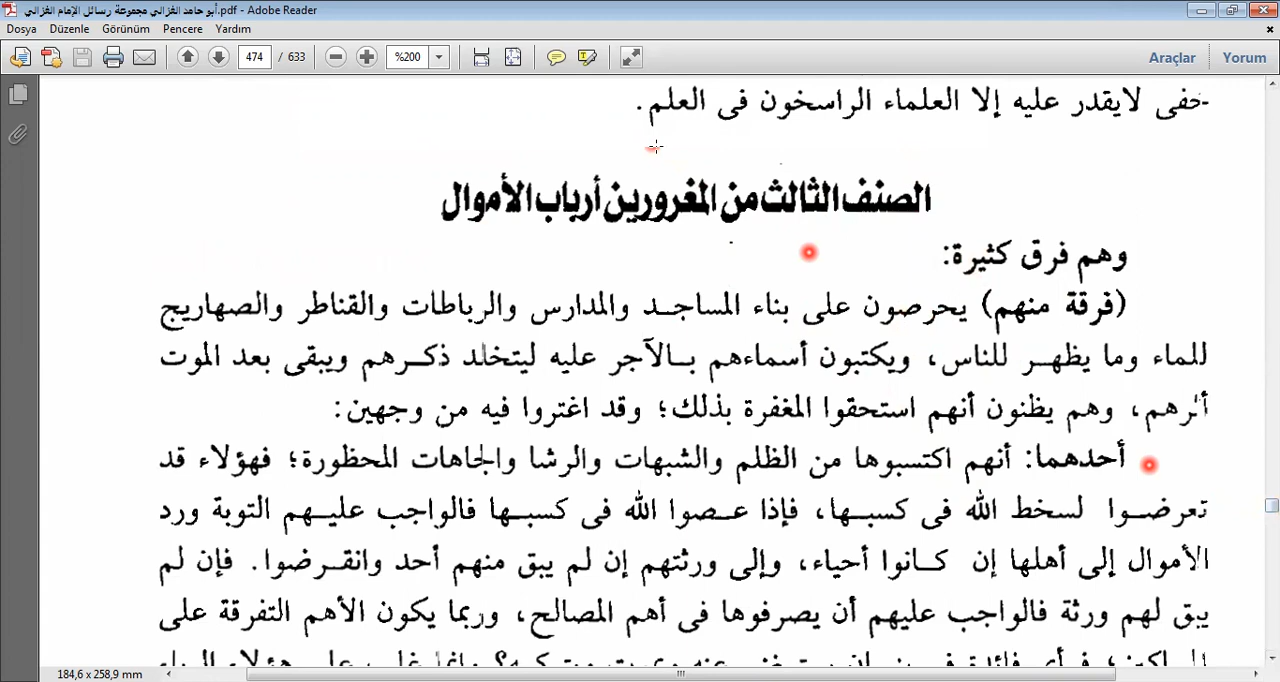 أبو حامد الغزالي مجموعة رسائل الإمام الغزالي.pdf - Adobe Reader
Dosya Düzenle Görünüm Pencere Yardım
474 / 633 %200 Araçlar Yorum
خفى لايقدر عليه إلا العلماء الراسخون فى العلم.
الصنف الثالث من المغرورين أرباب الأموال
وهم فرق كثيرة:
(فرقة منهم) يحرصون على بناء المساجد والمدارس والرباطات والقناطر والصهاريج
للماء وما يظهر للناس، ويكتبون أسماءهم بالآجر عليه ليتخلد ذكرهم ويبقى بعد الموت
أثرهم، وهم يظنون أنهم استحقوا المغفرة بذلك؛ وقد اغتروا فيه من وجهين:
أحدهما: أنهم اكتسبوها من الظلم والشبهات والرشا والجاهات المحظورة؛ فهؤلاء قد
تعرضوا لسخط الله فى كسبها، فإذا عصوا الله فى كسبها فالواجب عليهم التوبة ورد
الأموال إلى أهلها إن كانوا أحياء، وإلى ورثتهم إن لم يبق منهم أحد وانقرضوا. فإن لم
يبق لهم ورثة فالواجب عليهم أن يصرفوها فى أهم المصالح، وربما يكون الأهم التفرقة على
184,6 x 258,9 mm